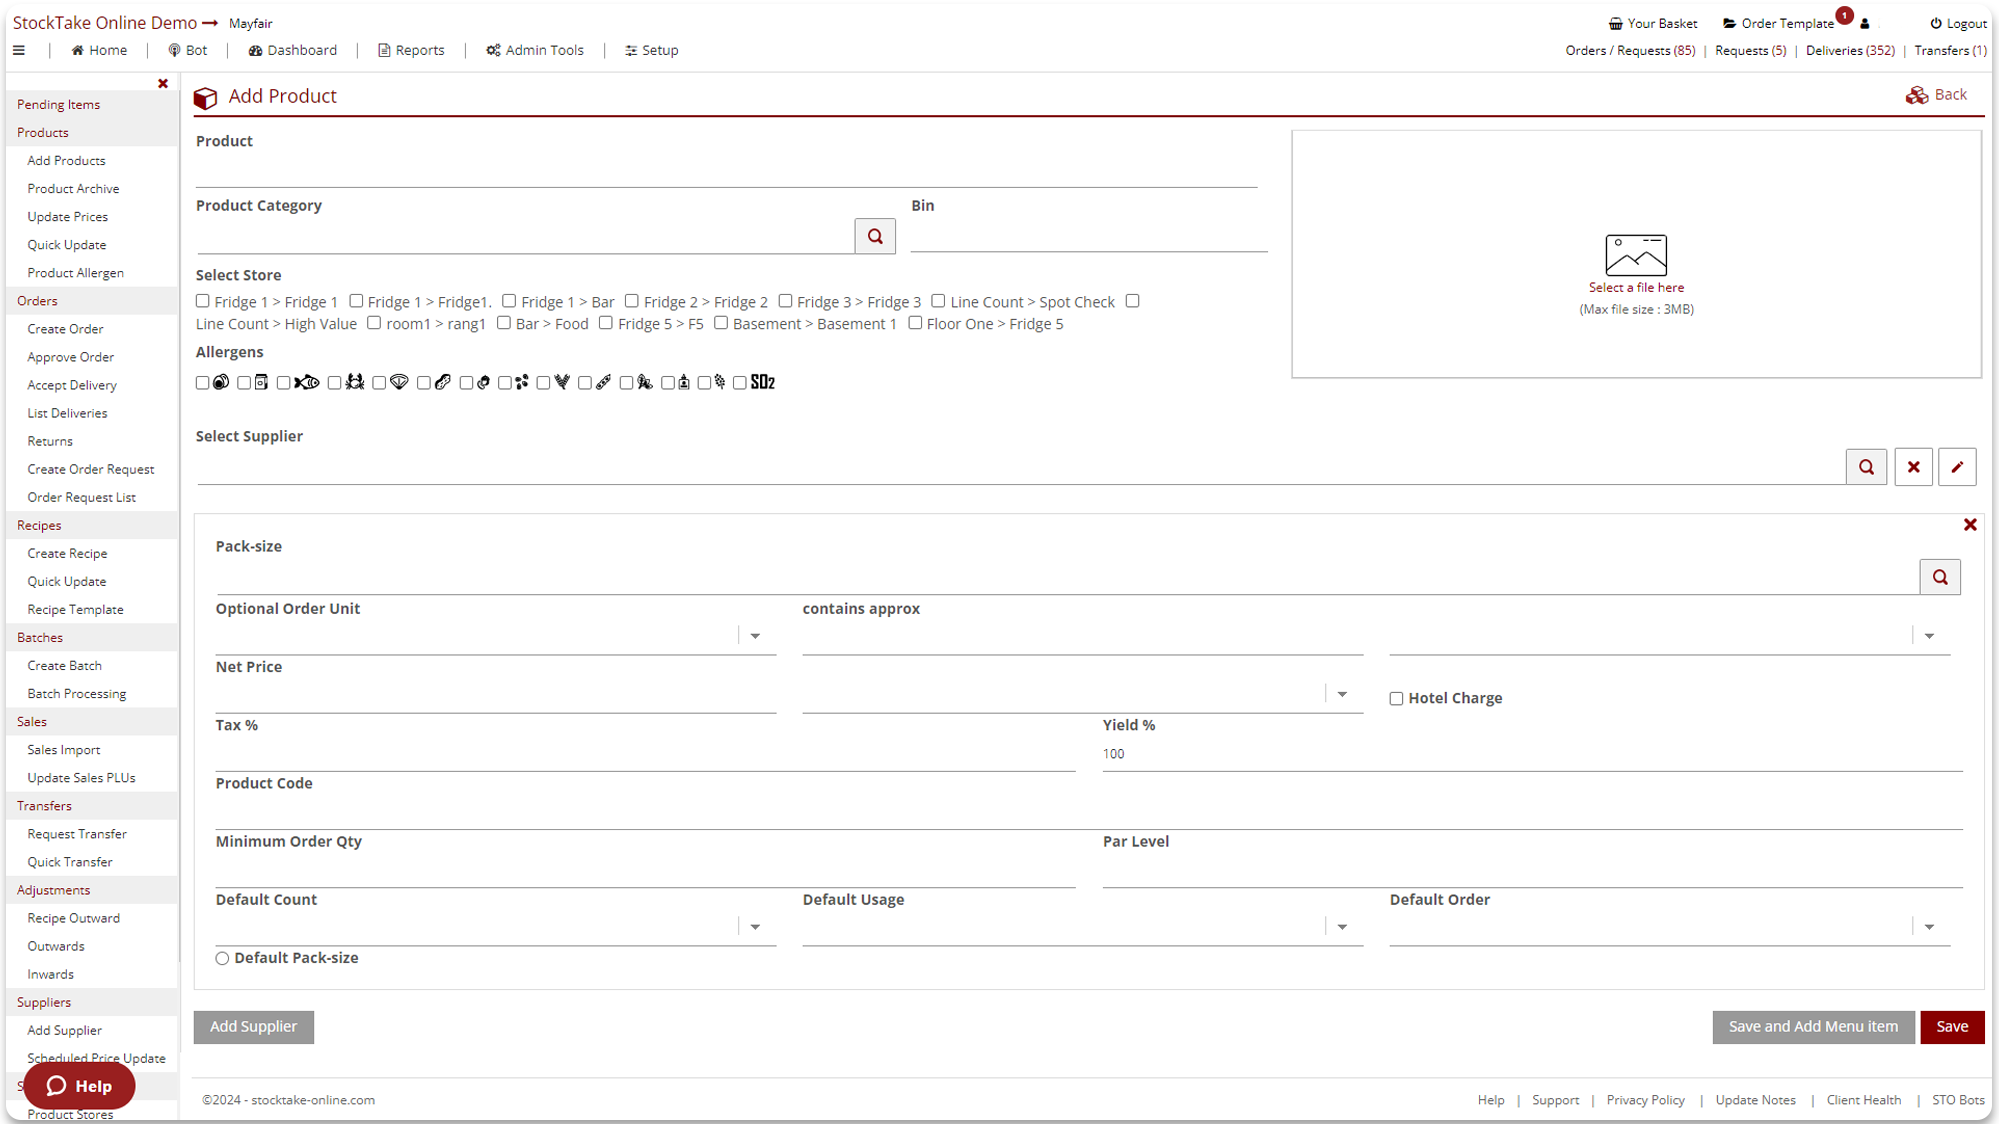 StockTake Online Demo → Mayfair
Your Basket Order Template 1 Logout
Home | Bot | Dashboard | Reports | Admin Tools | Setup
Orders / Requests (85) | Requests (5) | Deliveries (352) | Transfers (1)
Pending Items
Products
Add Products
Product Archive
Update Prices
Quick Update
Product Allergen
Orders
Create Order
Approve Order
Accept Delivery
List Deliveries
Returns
Create Order Request
Order Request List
Recipes
Create Recipe
Quick Update
Recipe Template
Batches
Create Batch
Batch Processing
Sales
Sales Import
Update Sales PLUs
Transfers
Request Transfer
Quick Transfer
Adjustments
Recipe Outward
Outwards
Inwards
Suppliers
Add Supplier
Scheduled Price Update
S
Help
Product Stores
Add Product
Back
Product
Product Category
Bin
Select Store
Fridge 1 > Fridge 1 Fridge 1 > Fridge1. Fridge 1 > Bar Fridge 2 > Fridge 2 Fridge 3 > Fridge 3 Line Count > Spot Check
Line Count > High Value room1 > rang1 Bar > Food Fridge 5 > F5 Basement > Basement 1 Floor One > Fridge 5
Allergens
SO2
Select a file here
(Max file size : 3MB)
Select Supplier
Pack-size
Optional Order Unit
contains approx
Net Price
Hotel Charge
Tax %
Yield %
100
Product Code
Minimum Order Qty
Par Level
Default Count
Default Usage
Default Order
Default Pack-size
Add Supplier
Save and Add Menu item
Save
©2024 - stocktake-online.com
Help | Support | Privacy Policy | Update Notes | Client Health | STO Bots